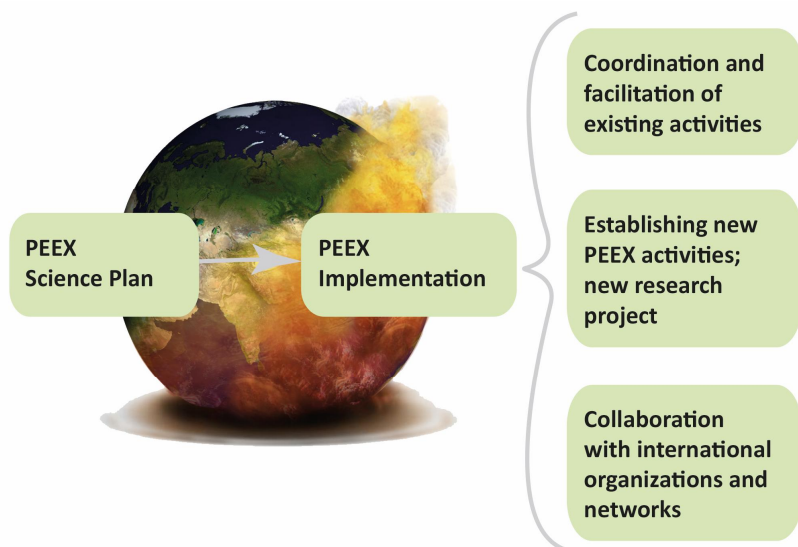 PEEX
Science Plan
PEEX
Implementation
Coordination and
facilitation of
existing activities
Establishing new
PEEX activities;
new research
project
Collaboration
with international
organizations and
networks